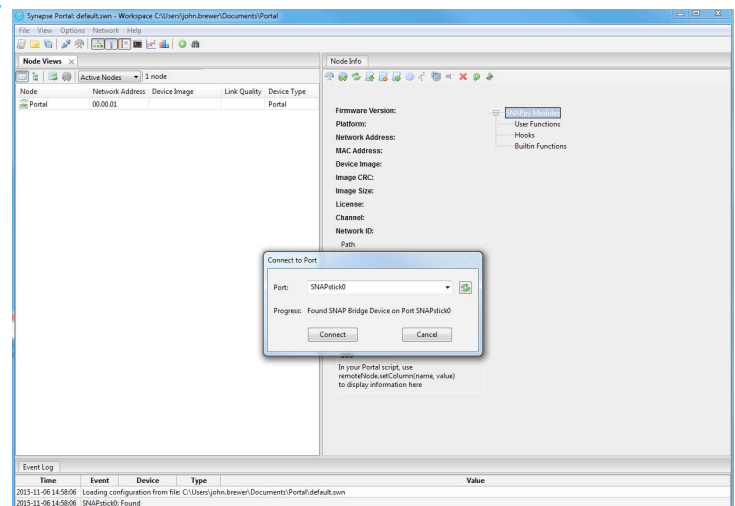 Synapse Portal: default.swn - Workspace C:\Users\john.brewer\Documents\Portal
File View Options Network Help
Node Views
Node Info
Active Nodes 1 node
Node Network Address Device Image Link Quality Device Type
Portal 00.00.01 Portal
Firmware Version:
Platform:
Network Address:
MAC Address:
Device Image:
Image CRC:
Image Size:
License:
Channel:
Network ID:
Path
SNAPpy Modules
User Functions
Hooks
Builtin Functions
Connect to Port
Port: SNAPstick0
Progress: Found SNAP Bridge Device on Port SNAPstick0
Connect Cancel
In your Portal script, use
remoteNode.setColumn(name, value)
to display information here
Event Log
Time Event Device Type Value
2015-11-06 14:58:06 Loading configuration from file: C:\Users\john.brewer\Documents\Portal\default.swn
2015-11-06 14:58:06 SNAPstick0: Found